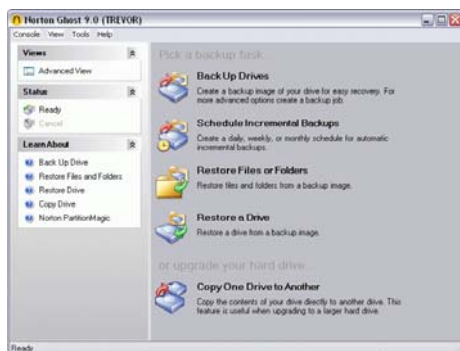 Norton Ghost 9.0 (TREVOR)
Console View Tools Help
Views
Advanced View
Status
Ready
Cancel
Learn About
Back Up Drive
Restore Files and Folders
Restore Drive
Copy Drive
Norton PartitionMagic
Pick a backup task...
Back Up Drives
Create a backup image of your drive for easy recovery. For
more advanced options create a backup job.
Schedule Incremental Backups
Create a daily, weekly, or monthly schedule for automatic
incremental backups.
Restore Files or Folders
Restore files and folders from a backup image.
Restore a Drive
Restore a drive from a backup image.
or upgrade your hard drive...
Copy One Drive to Another
Copy the contents of your drive directly to another drive. This
feature is useful when upgrading to a larger hard drive.
Ready